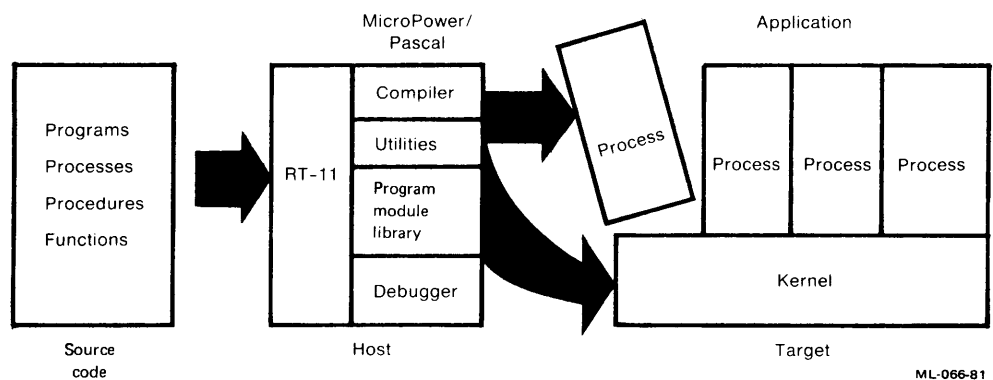 MicroPower/
Pascal
Application
Programs
Processes
Procedures
Functions
RT-11
Compiler
Utilities
Program
module
library
Debugger
Process
Process
Process
Process
Kernel
Source
code
Host
Target
ML-066-81